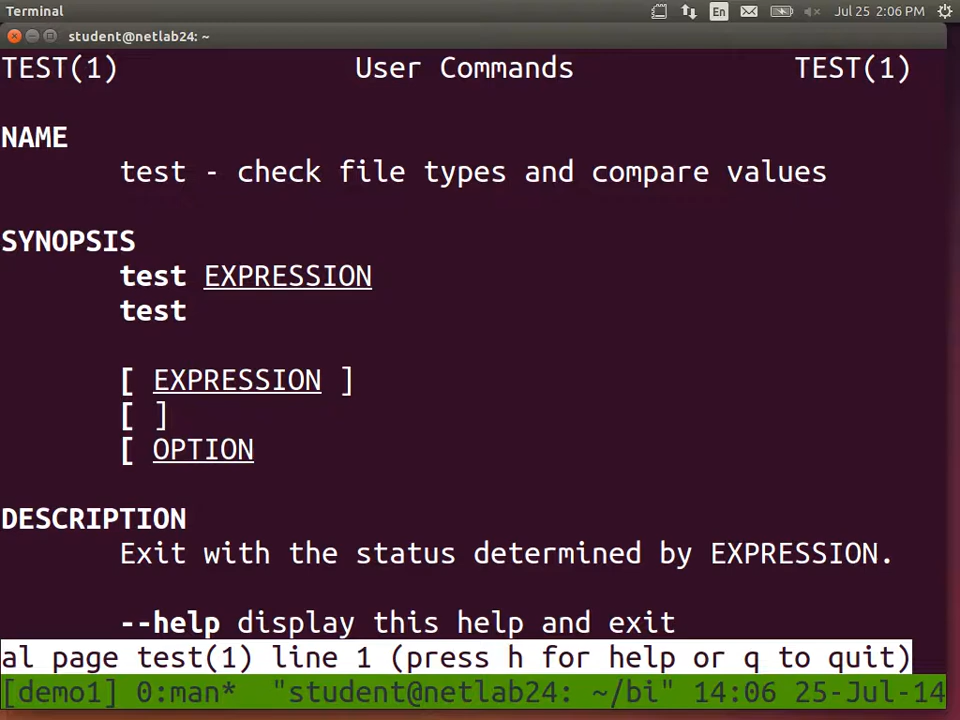 Terminal En Jul 25 2:06 PM
student@netlab24: ~
TEST(1) User Commands TEST(1)
NAME
test - check file types and compare values
SYNOPSIS
test EXPRESSION
test
[ EXPRESSION ]
[ ]
[ OPTION
DESCRIPTION
Exit with the status determined by EXPRESSION.
--help display this help and exit
al page test(1) line 1 (press h for help or q to quit)
[demo1] 0:man* "student@netlab24: ~/bi" 14:06 25-Jul-14